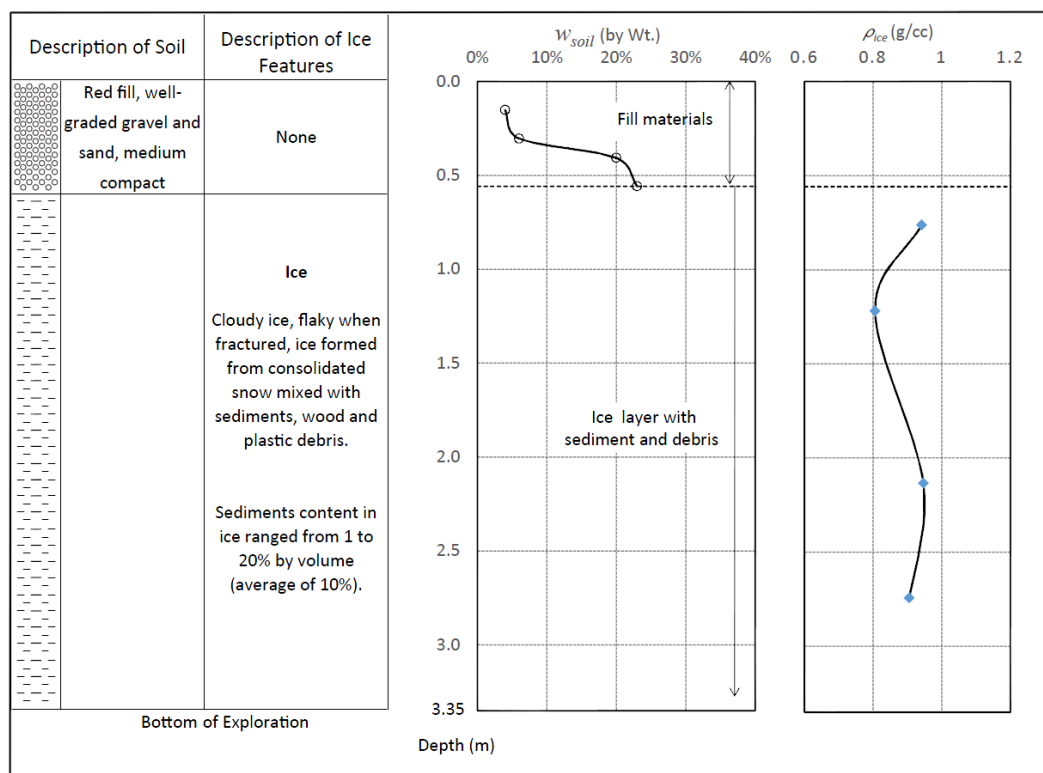 Description of Soil
Description of Ice
Features
w_soil (by Wt.)
0% 10% 20% 30% 40%
ρ_ice (g/cc)
0.6 0.8 1 1.2
Red fill, well-
graded gravel and
sand, medium
compact
None
Fill materials
0.0
0.5
1.0
1.5
2.0
2.5
3.0
3.35
Ice
Cloudy ice, flaky when
fractured, ice formed
from consolidated
snow mixed with
sediments, wood and
plastic debris.
Sediments content in
ice ranged from 1 to
20% by volume
(average of 10%).
Ice layer with
sediment and debris
Bottom of Exploration
Depth (m)